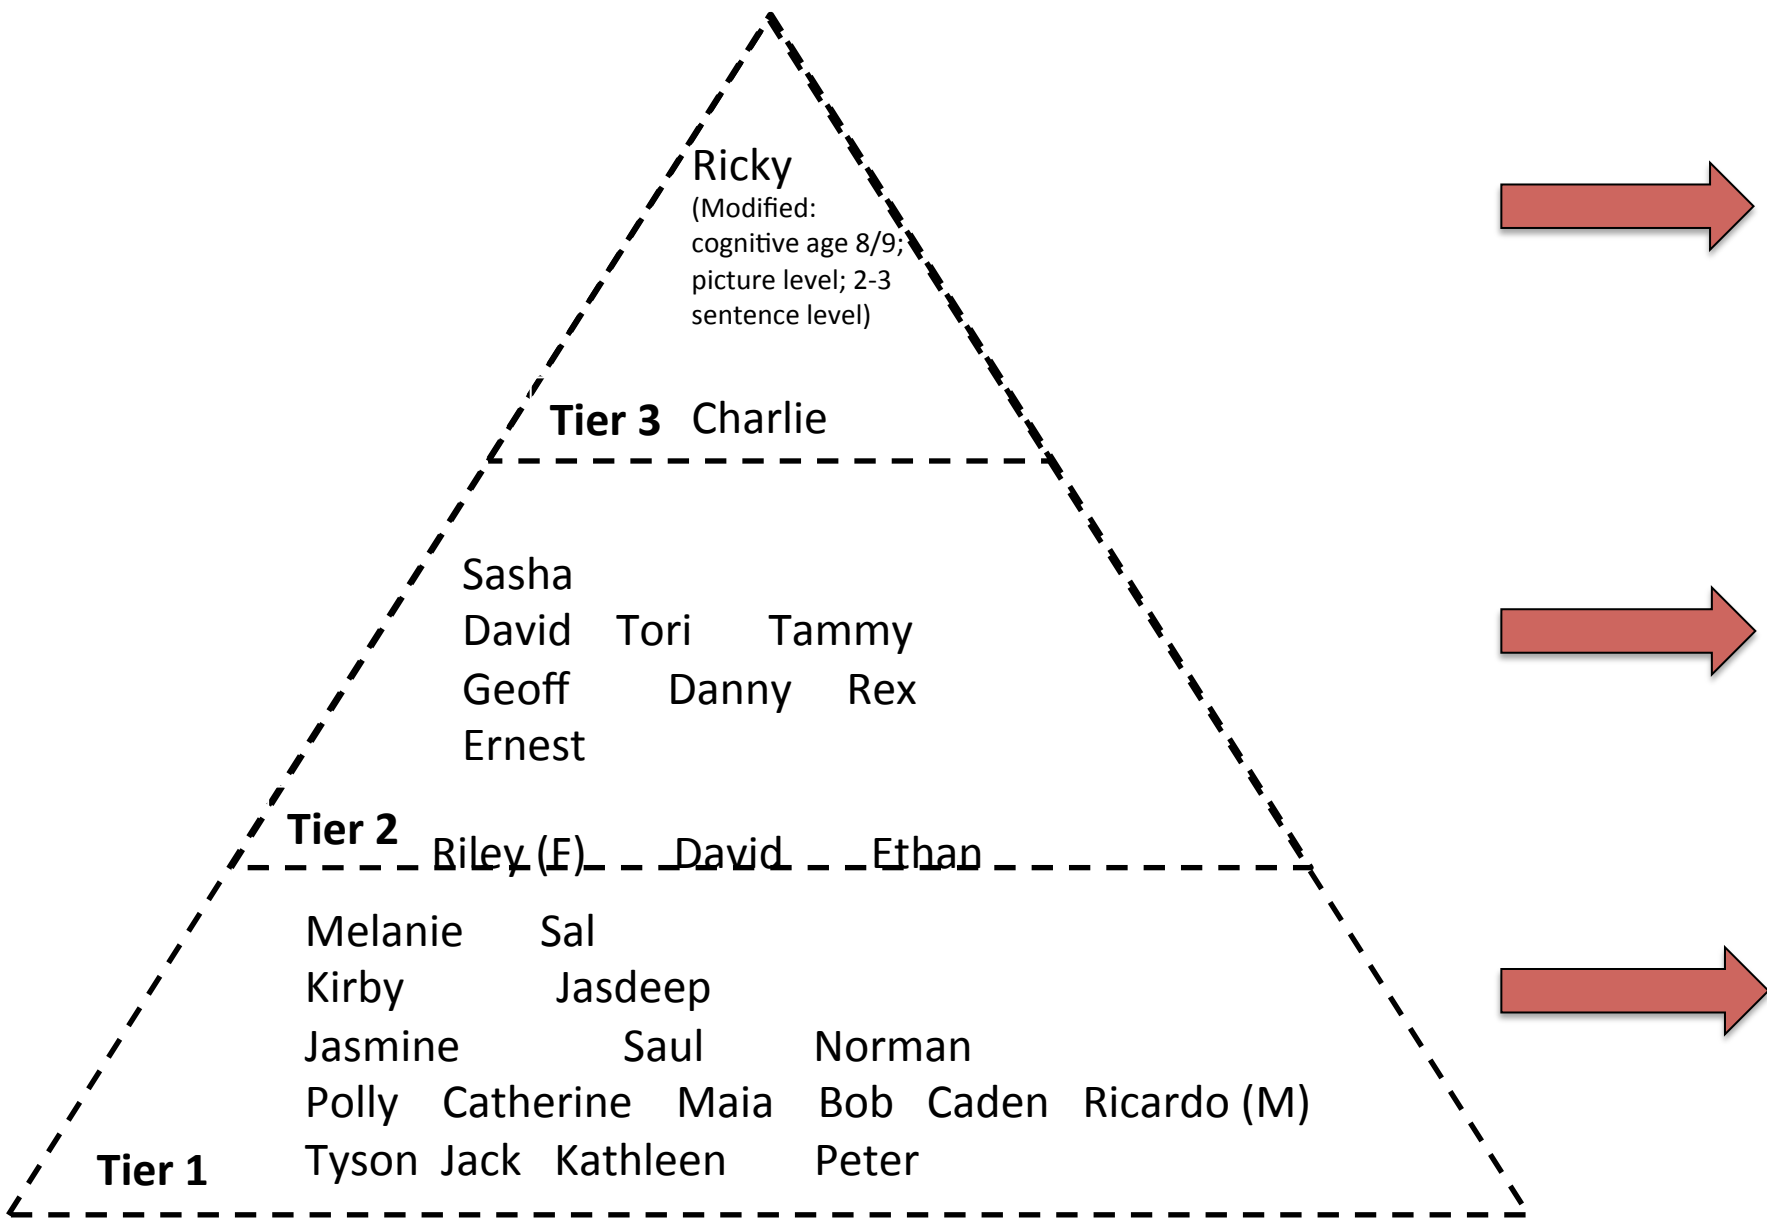 Ricky
(Modified:
cognitive age 8/9;
picture level; 2-3
sentence level)
Tier 3 Charlie
Sasha
David Tori Tammy
Geoff Danny Rex
Ernest
Tier 2
Riley (F) David Ethan
Melanie Sal
Kirby Jasdeep
Jasmine Saul Norman
Polly Catherine Maia Bob Caden Ricardo (M)
Tyson Jack Kathleen Peter
Tier 1